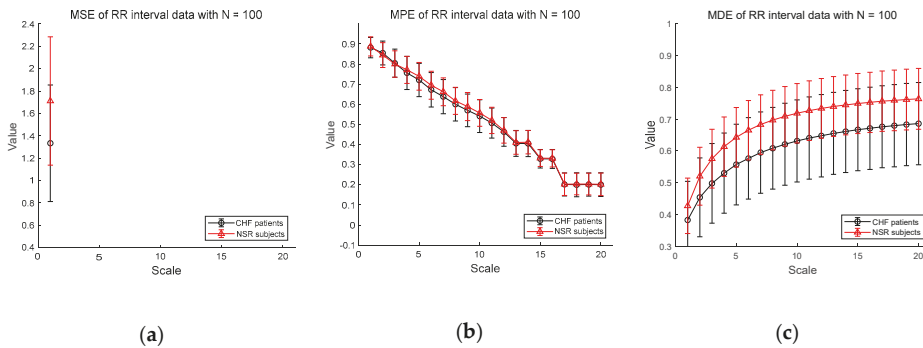 MSE of RR interval data with N = 100
2.4
2.2
2
1.8
1.6
1.4
1.2
1
0.8
0.6
0.4
Value
CHF patients
NSR subjects
0 5 10 15 20
Scale
(a)
MPE of RR interval data with N = 100
0.9
0.8
0.7
0.6
0.5
0.4
0.3
0.2
0.1
0
-0.1
Value
CHF patients
NSR subjects
0 5 10 15 20
Scale
(b)
MDE of RR interval data with N = 100
0.9
0.8
0.7
0.6
0.5
0.4
0.3
Value
CHF patients
NSR subjects
0 5 10 15 20
Scale
(c)